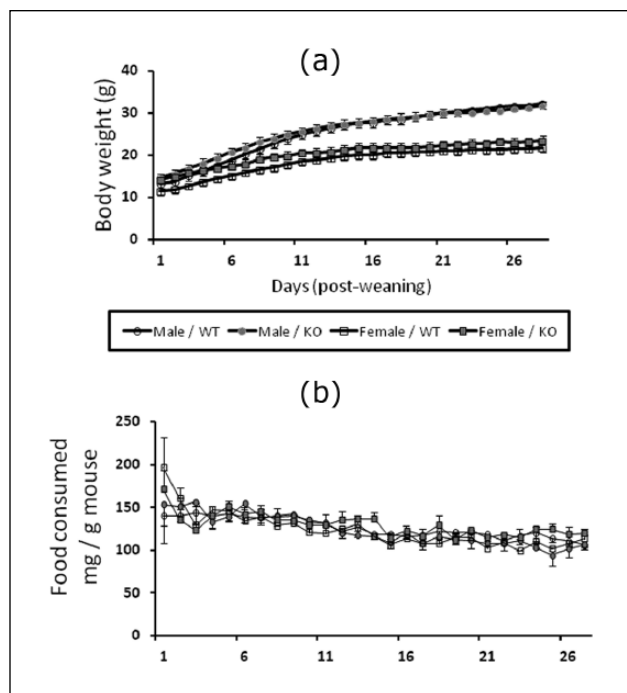 (a)
Body weight (g)
40
30
20
10
0
1 6 11 16 21 26
Days (post-weaning)
Male / WT Male / KO Female / WT Female / KO
(b)
Food consumed
mg / g mouse
250
200
150
100
50
0
1 6 11 16 21 26